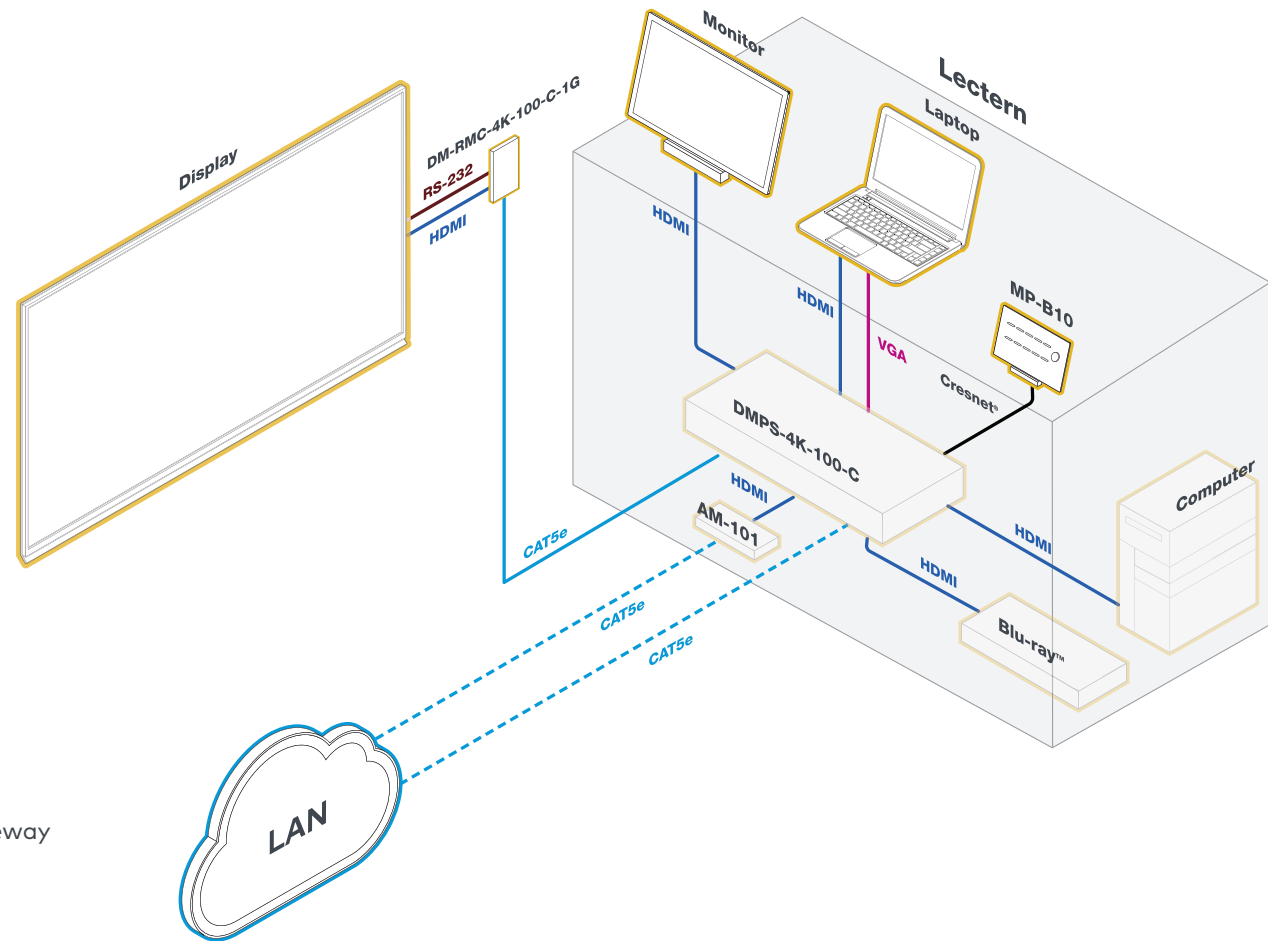 Monitor
Lectern
Laptop
DM-RMC-4K-100-C-1G
Display
RS-232
HDMI
HDMI
HDMI
VGA
MP-B10
Cresnet®
DMPS-4K-100-C
Computer
HDMI
AM-101
HDMI
CAT5e
HDMI
CAT5e
CAT5e
Blu-ray™
LAN
eway